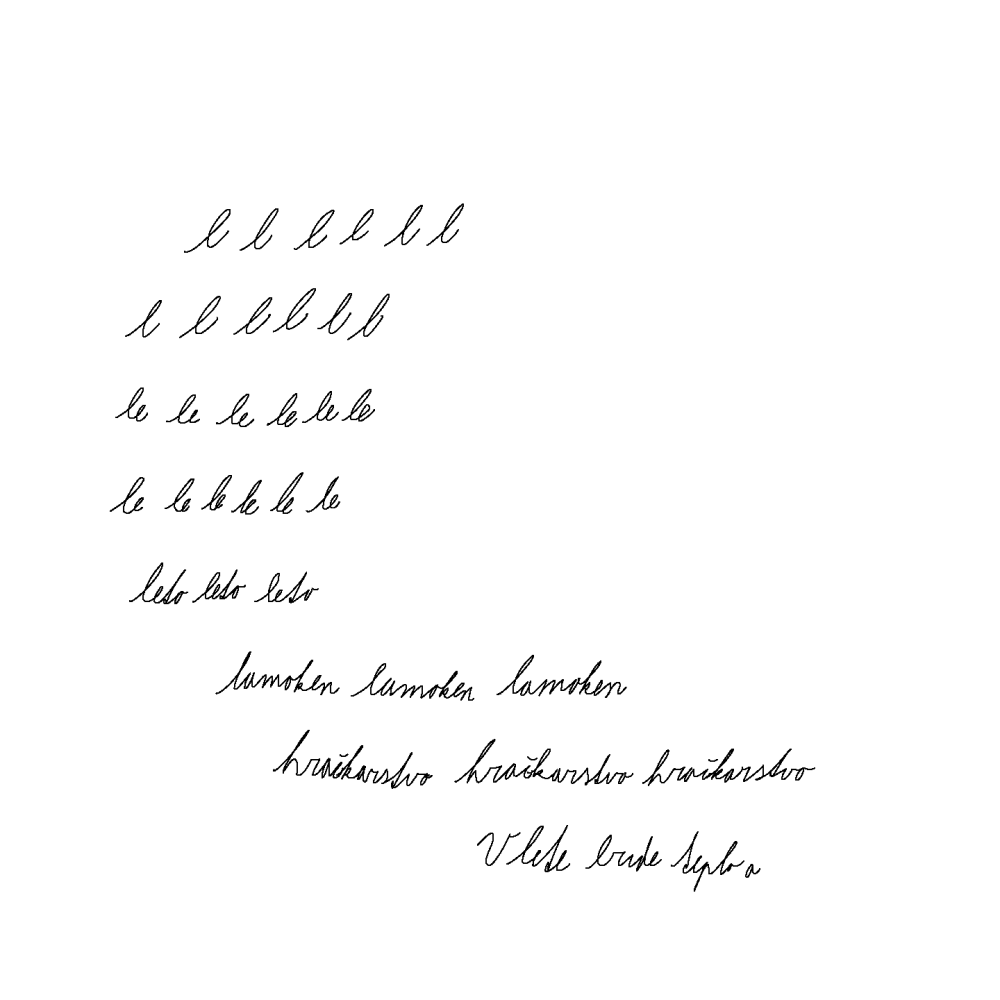 l l l l l l
l l l l l l
le le le le le le
le le le le le le
leto leto leto
lamoken lamoken lamoken
hračkarstvo hračkarstvo hračkarstvo
V lete bude teplo a